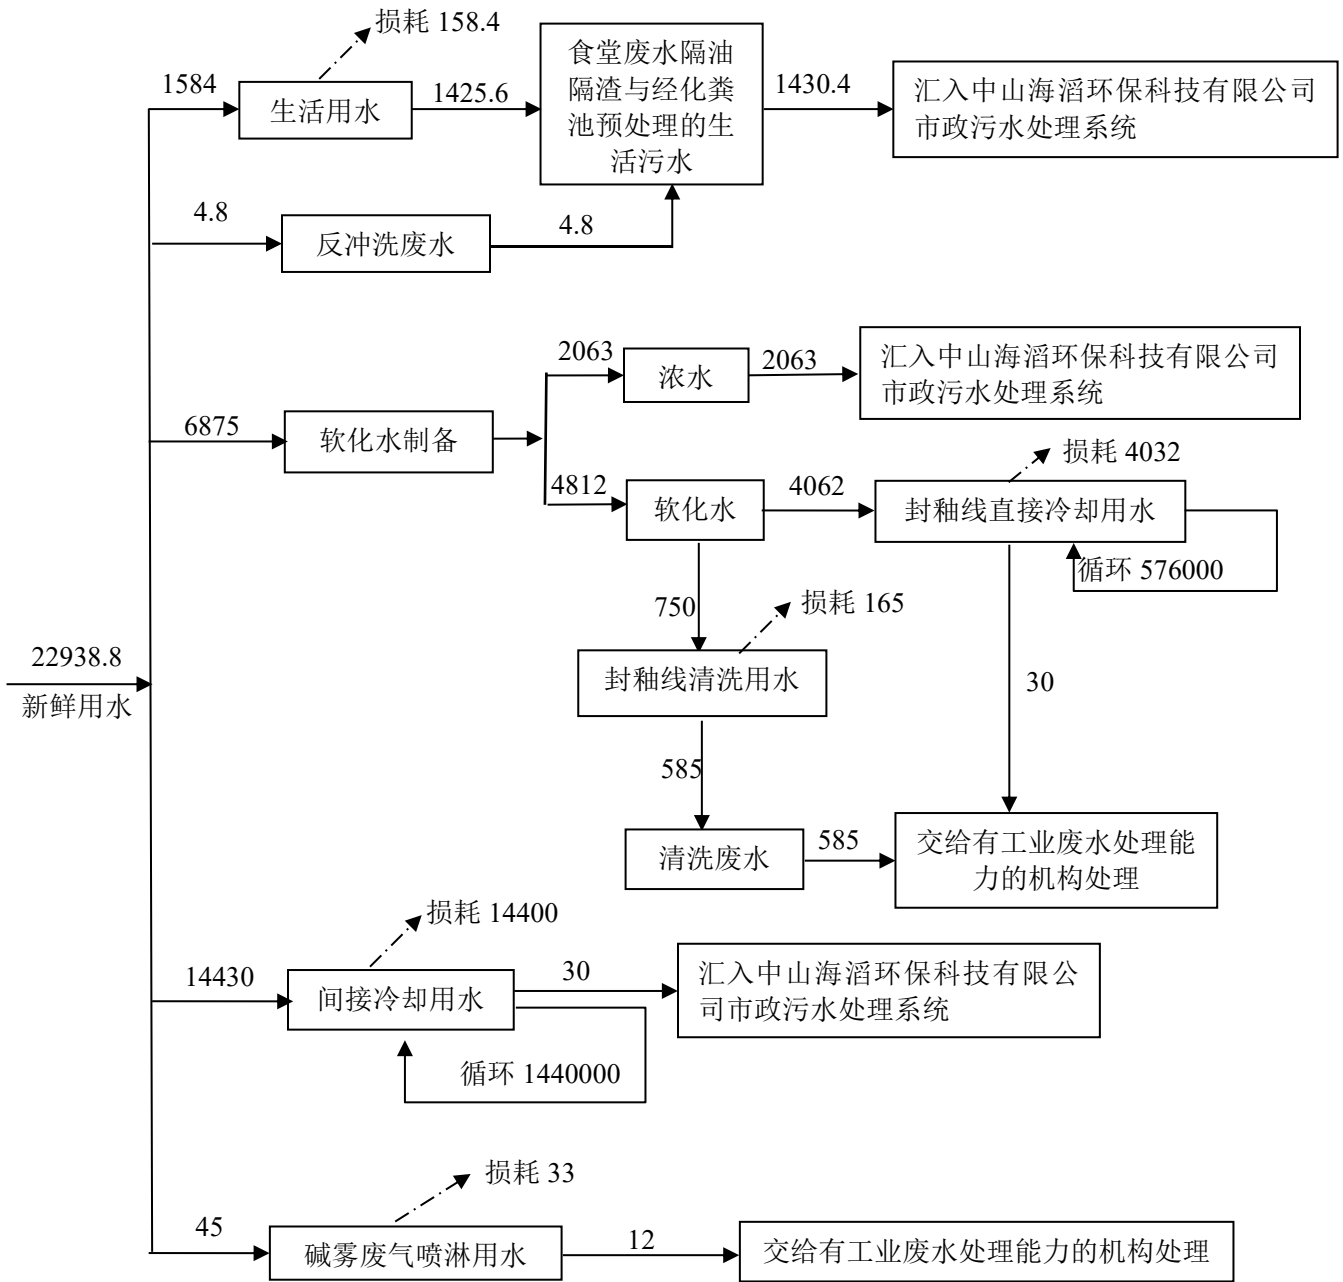 损耗 158.4
1584
生活用水
1425.6
食堂废水隔油
隔渣与经化粪
池预处理的生
活污水
1430.4
汇入中山海滔环保科技有限公司
市政污水处理系统
4.8
反冲洗废水
4.8
6875
软化水制备
2063
浓水
2063
汇入中山海滔环保科技有限公司
市政污水处理系统
4812
软化水
4062
损耗 4032
封釉线直接冷却用水
循环 576000
750
损耗 165
封釉线清洗用水
30
22938.8
新鲜用水
585
清洗废水
585
交给有工业废水处理能
力的机构处理
损耗 14400
14430
间接冷却用水
30
汇入中山海滔环保科技有限公
司市政污水处理系统
循环 1440000
损耗 33
45
碱雾废气喷淋用水
12
交给有工业废水处理能力的机构处理